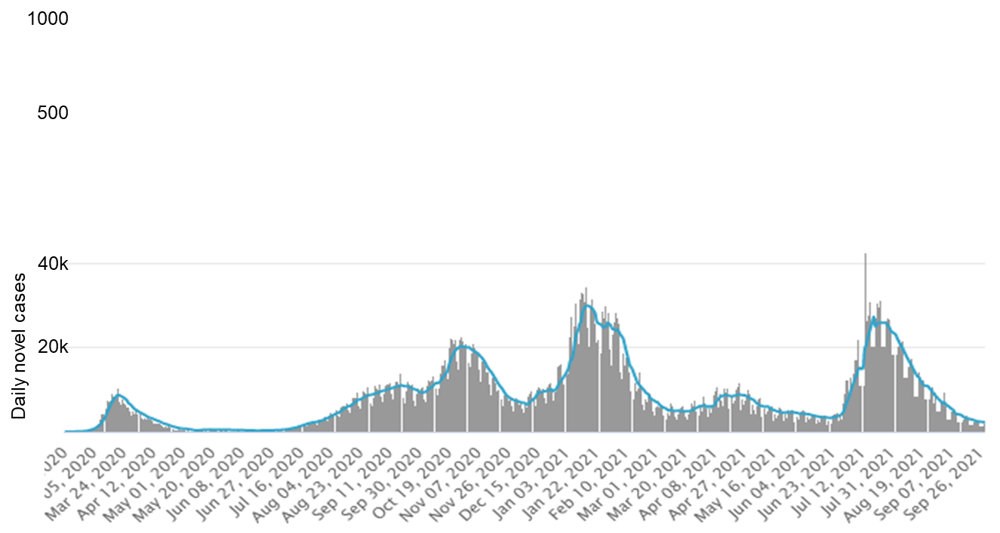 1000
500
40k
20k
Daily novel cases
2020
05, 2020
Mar 24, 2020
Apr 12, 2020
May 01, 2020
May 20, 2020
Jun 08, 2020
Jun 27, 2020
Jul 16, 2020
Aug 04, 2020
Aug 23, 2020
Sep 11, 2020
Sep 30, 2020
Oct 19, 2020
Nov 07, 2020
Nov 26, 2020
Dec 15, 2020
Jan 03, 2021
Jan 22, 2021
Feb 10, 2021
Mar 01, 2021
Mar 20, 2021
Apr 08, 2021
Apr 27, 2021
May 16, 2021
Jun 04, 2021
Jun 23, 2021
Jul 12, 2021
Jul 31, 2021
Aug 19, 2021
Sep 07, 2021
Sep 26, 2021